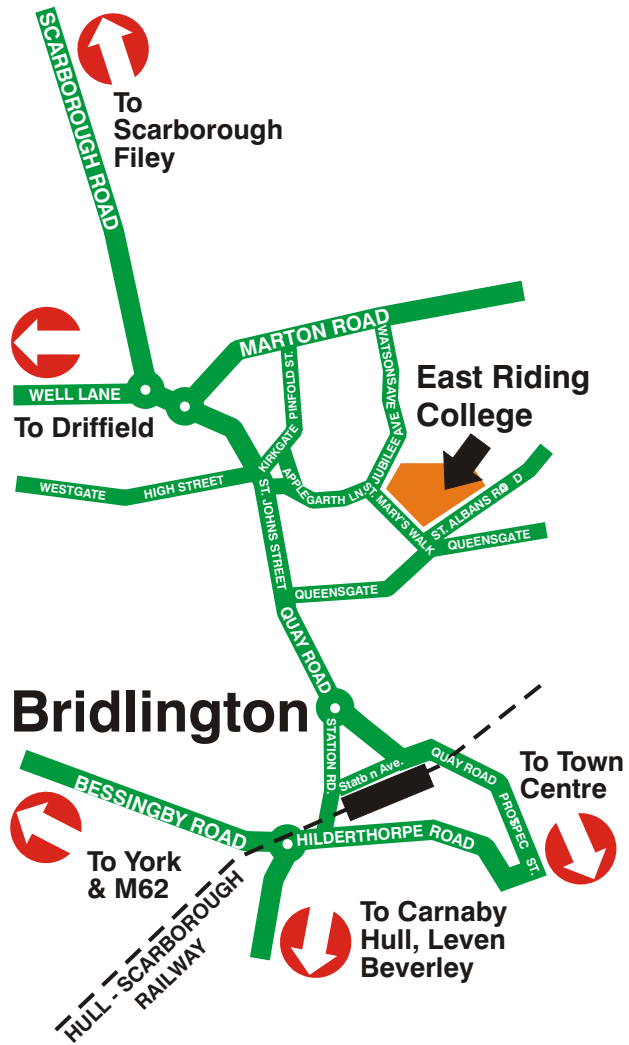 SCARBOROUGH ROAD
To
Scarborough
Filey
MARTON ROAD
WELL LANE
To Driffield
PINFOLD ST.
WATSONS AVE
East Riding
College
KIRKGATE
JUBILEE AVE
WESTGATE
HIGH STREET
APPLEGARTH LN.
ST. MARY'S WALK
ST. ALBANS RO D
ST. JOHNS STREET
QUEENSGATE
QUEENSGATE
QUAY ROAD
Bridlington
STATION RD.
Statb n Ave.
QUAY ROAD
To Town
Centre
BESSINGBY ROAD
HILDERTHORPE ROAD
PROSPEC ST.
To York
& M62
To Carnaby
Hull, Leven
Beverley
HULL - SCARBOROUGH
RAILWAY